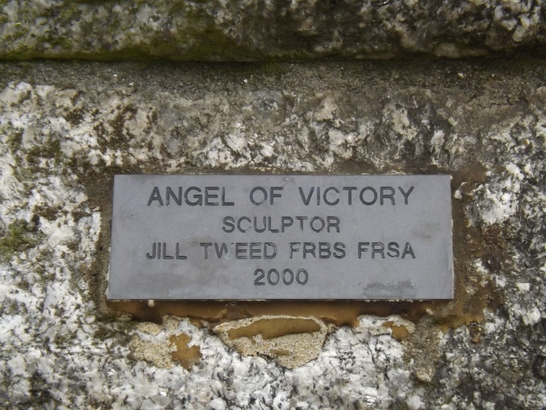 ANGEL OF VICTORY
SCULPTOR
JILL TWEED FRBS FRSA
2000